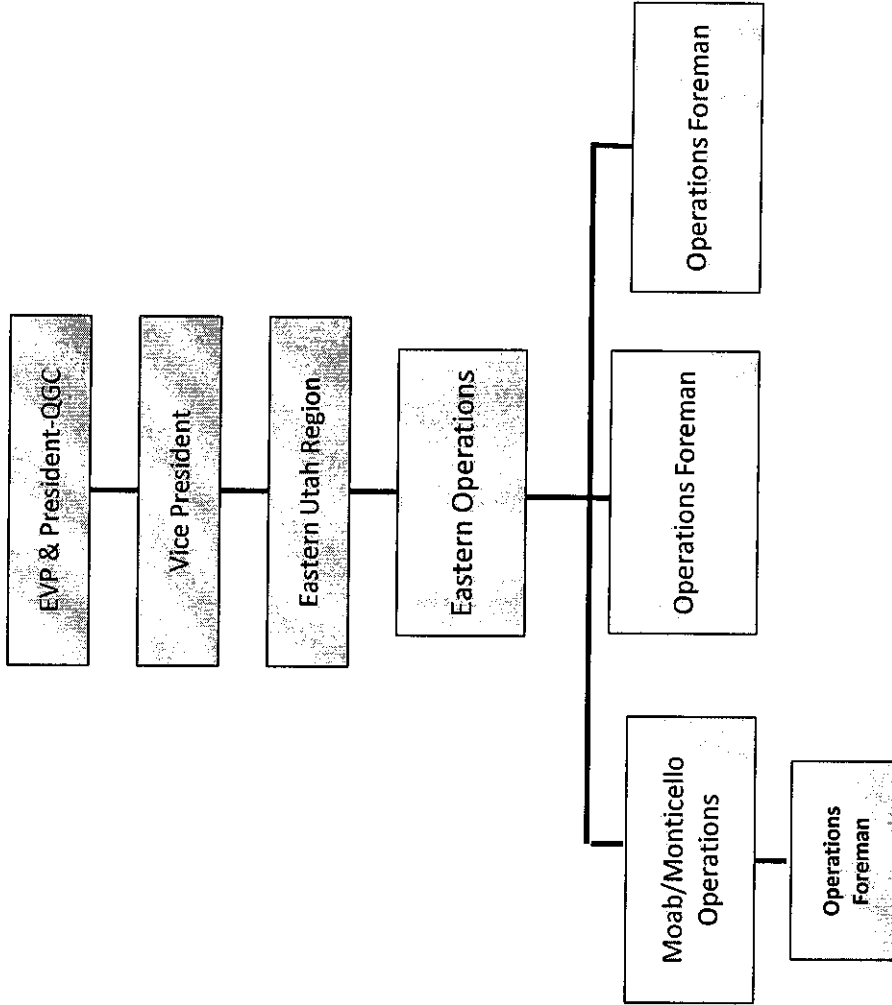 EVP & President-QGC
Vice President
Eastern Utah Region
Eastern Operations
Moab/Monticello
Operations
Operations Foreman
Operations Foreman
Operations
Foreman